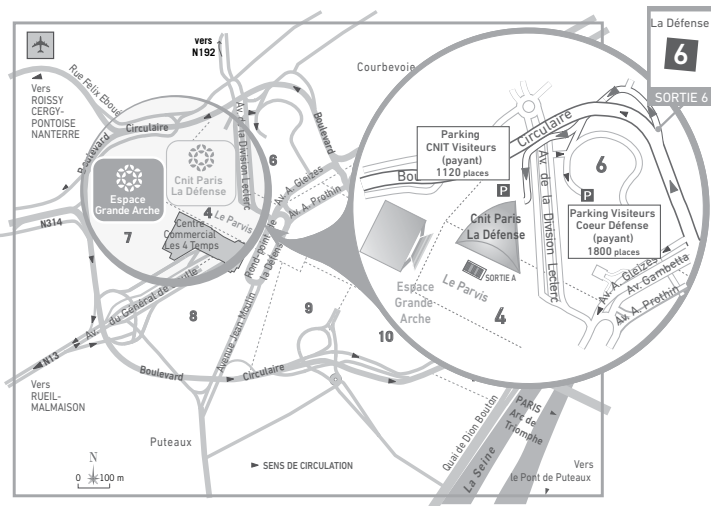 La Défense
6
SORTIE 6
vers
N192
Courbevoie
Rue Felix Eboué
Vers
ROISSY
CERGY-
PONTOISE
NANTERRE
Boulevard
Circulaire
Av. de la Division Leclerc
6
Boulevard
Cnit Paris
La Défense
Espace
Grande Arche
Av. A. Gleizes
Av. A. Prothin
4
Le Parvis
N314
7
Centre
Commercial
Les 4 Temps
Rond-point de
la Défense
Av. du Général de Gaulle
8
9
10
Avenue Jean Moulin
N13
Boulevard
Circulaire
Vers
RUEIL-
MALMAISON
Puteaux
N
0 100 m
SENS DE CIRCULATION
Quai de Dion Bouton
La Seine
PARIS
Arc de
Triomphe
Vers
le Pont de Puteaux
Parking
CNIT Visiteurs
(payant)
1120 places
Circulaire
Bou
P
Av. de la Division Leclerc
6
P
Cnit Paris
La Défense
Parking Visiteurs
Coeur Défense
(payant)
1800 places
SORTIE A
Le Parvis
Espace
Grande
Arche
4
Av. A. Gleizes
Av. Gambetta
Av. A. Prothin